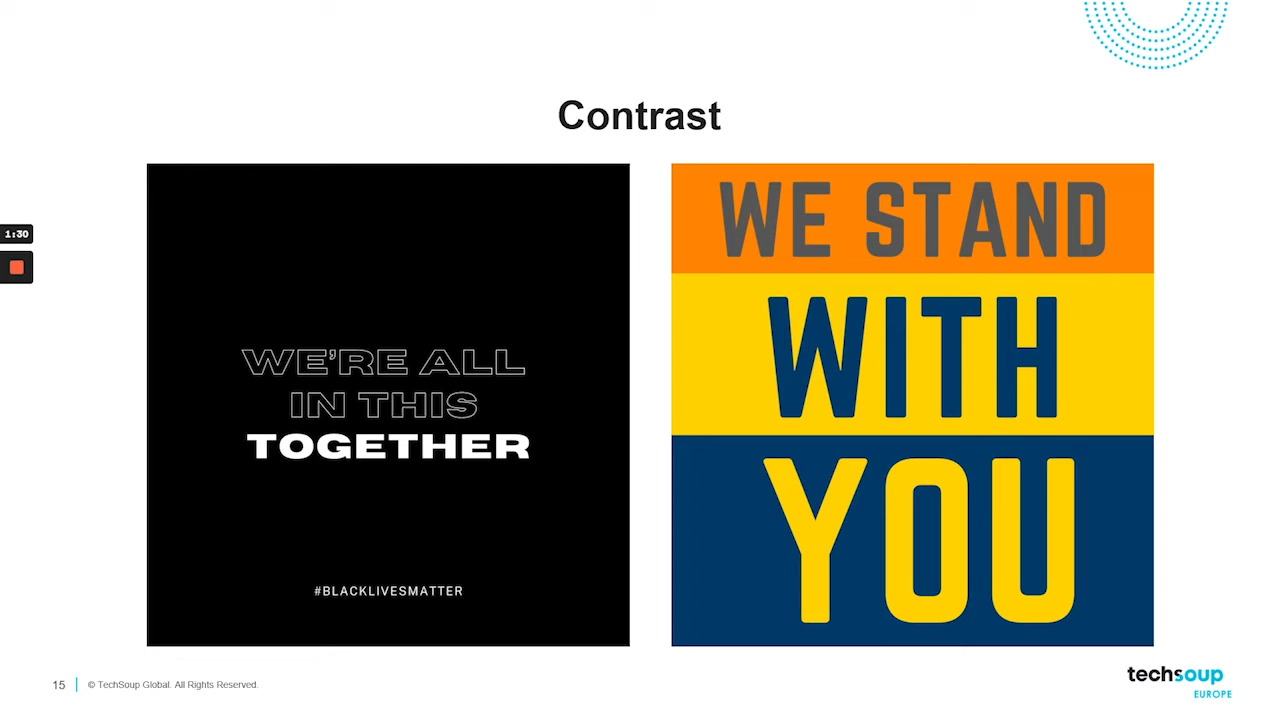 Contrast
1:30
WE'RE ALL
IN THIS
TOGETHER
#BLACKLIVESMATTER
WE STAND
WITH
YOU
15
© TechSoup Global. All Rights Reserved.
techsoup
EUROPE